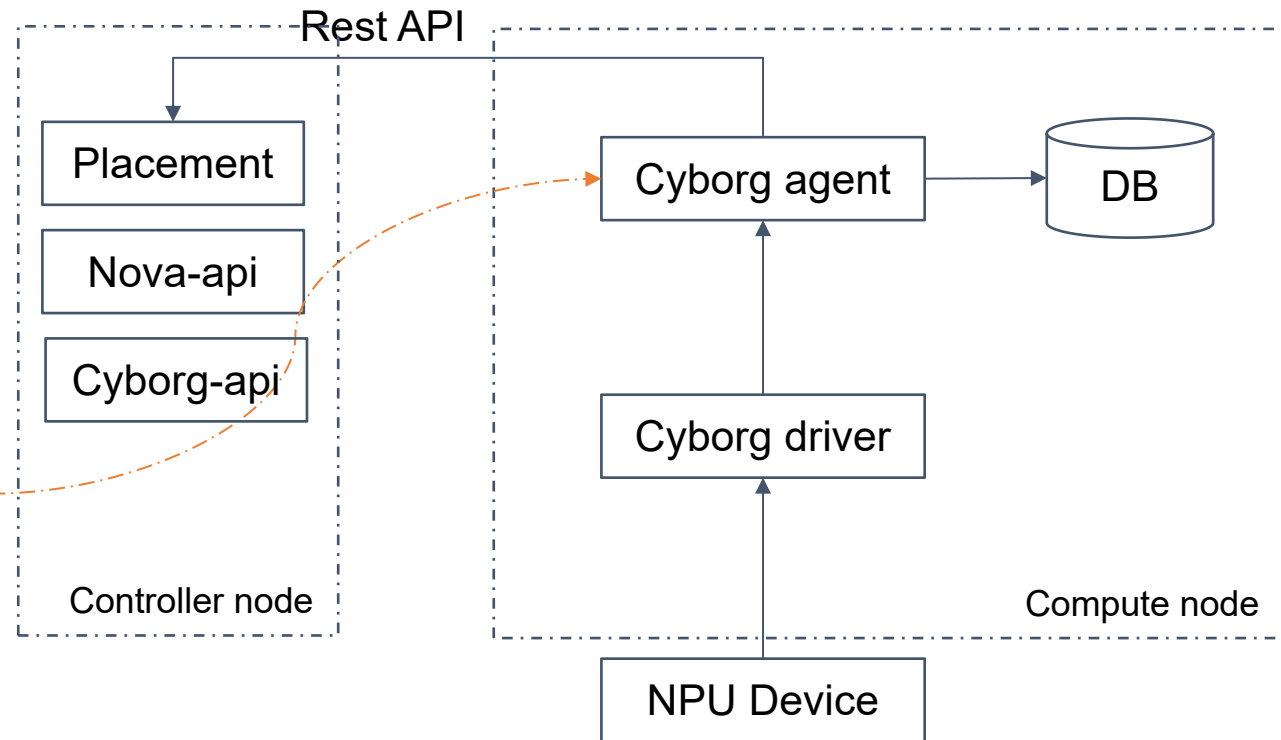 Rest API
Placement
Nova-api
Cyborg-api
Controller node
Cyborg agent
DB
Cyborg driver
Compute node
NPU Device